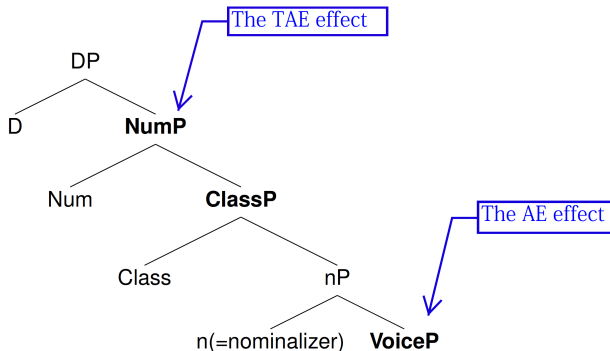 The TAE effect
DP
D NumP
Num ClassP
The AE effect
Class nP
n(=nominalizer) VoiceP